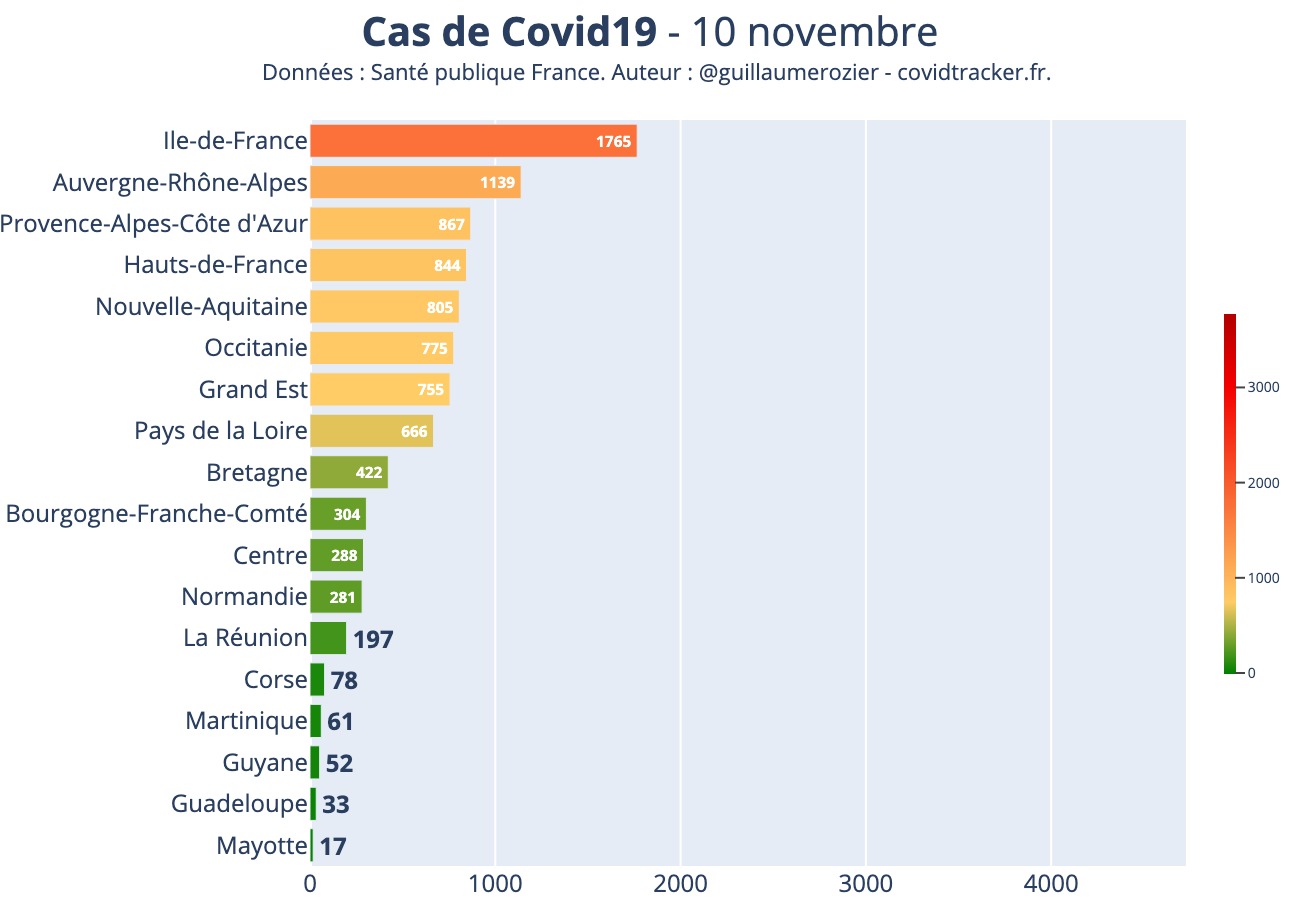 Cas de Covid19 - 10 novembre
Données : Santé publique France. Auteur : @guillaumerozier - covidtracker.fr.
Ile-de-France 1765
Auvergne-Rhône-Alpes 1139
Provence-Alpes-Côte d'Azur 867
Hauts-de-France 844
Nouvelle-Aquitaine 805
Occitanie 775
Grand Est 755
Pays de la Loire 666
Bretagne 422
Bourgogne-Franche-Comté 304
Centre 288
Normandie 281
La Réunion 197
Corse 78
Martinique 61
Guyane 52
Guadeloupe 33
Mayotte 17
0 1000 2000 3000 4000
3000
2000
1000
0